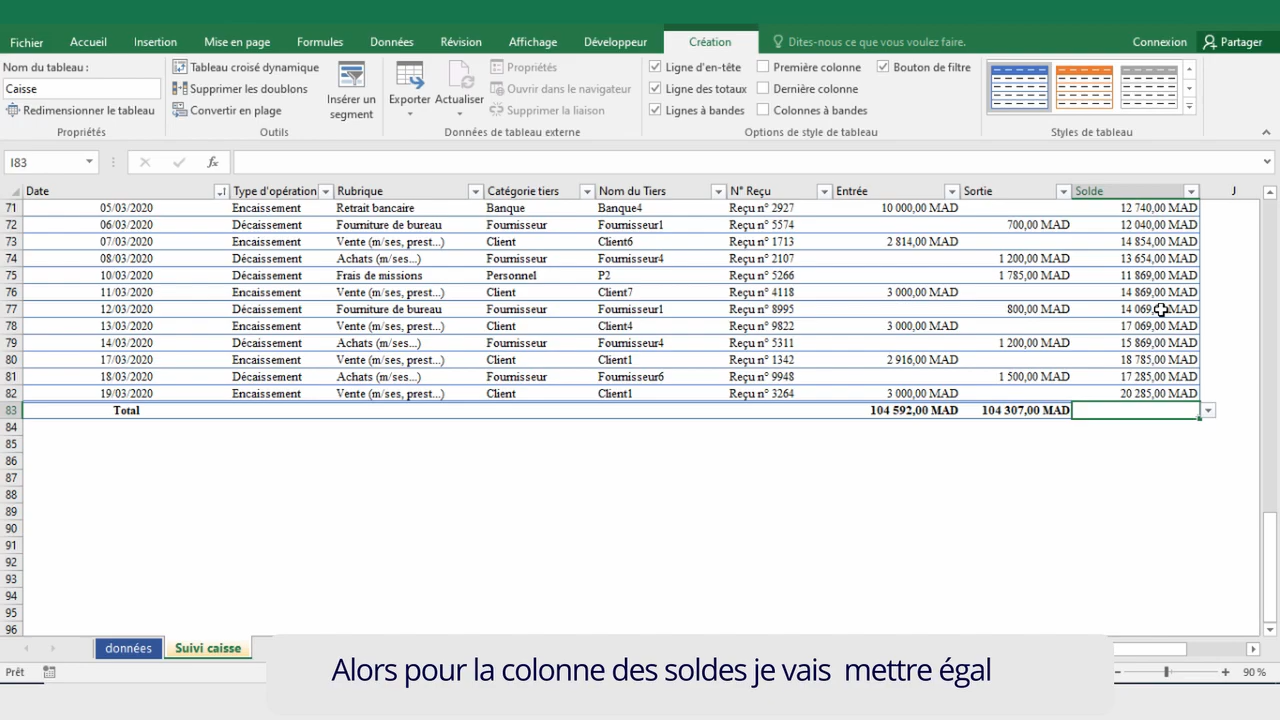 Fichier Accueil Insertion Mise en page Formules Données Révision Affichage Développeur Création Dites-nous ce que vous voulez faire. Connexion Partager
Nom du tableau : Tableau croisé dynamique Propriétés Ligne d'en-tête Première colonne Bouton de filtre
Caisse Supprimer les doublons Insérer un segment Exporter Actualiser Ouvrir dans le navigateur Ligne des totaux Dernière colonne
Redimensionner le tableau Convertir en plage Supprimer la liaison Lignes à bandes Colonnes à bandes
Propriétés Outils Données de tableau externe Options de style de tableau Styles de tableau
I83 fx
Date Type d'opération Rubrique Catégorie tiers Nom du Tiers N° Reçu Entrée Sortie Solde J
71 05/03/2020 Encaissement Retrait bancaire Banque Banque4 Reçu n° 2927 10 000,00 MAD 12 740,00 MAD
72 06/03/2020 Décaissement Fourniture de bureau Fournisseur Fournisseur1 Reçu n° 5574 700,00 MAD 12 040,00 MAD
73 07/03/2020 Encaissement Vente (m/ses, prest...) Client Client6 Reçu n° 1713 2 814,00 MAD 14 854,00 MAD
74 08/03/2020 Décaissement Achats (m/ses...) Fournisseur Fournisseur4 Reçu n° 2107 1 200,00 MAD 13 654,00 MAD
75 10/03/2020 Décaissement Frais de missions Personnel P2 Reçu n° 5266 1 785,00 MAD 11 869,00 MAD
76 11/03/2020 Encaissement Vente (m/ses, prest...) Client Client7 Reçu n° 4118 3 000,00 MAD 14 869,00 MAD
77 12/03/2020 Décaissement Fourniture de bureau Fournisseur Fournisseur1 Reçu n° 8995 800,00 MAD 14 069,00 MAD
78 13/03/2020 Encaissement Vente (m/ses, prest...) Client Client4 Reçu n° 9822 3 000,00 MAD 17 069,00 MAD
79 14/03/2020 Décaissement Achats (m/ses...) Fournisseur Fournisseur4 Reçu n° 5311 1 200,00 MAD 15 869,00 MAD
80 17/03/2020 Encaissement Vente (m/ses, prest...) Client Client1 Reçu n° 1342 2 916,00 MAD 18 785,00 MAD
81 18/03/2020 Décaissement Achats (m/ses...) Fournisseur Fournisseur6 Reçu n° 9948 1 500,00 MAD 17 285,00 MAD
82 19/03/2020 Encaissement Vente (m/ses, prest...) Client Client1 Reçu n° 3264 3 000,00 MAD 20 285,00 MAD
83 Total 104 592,00 MAD 104 307,00 MAD
84
85
86
87
88
89
90
91
92
93
94
95
96
données Suivi caisse
Prêt 90 %
Alors pour la colonne des soldes je vais mettre égal